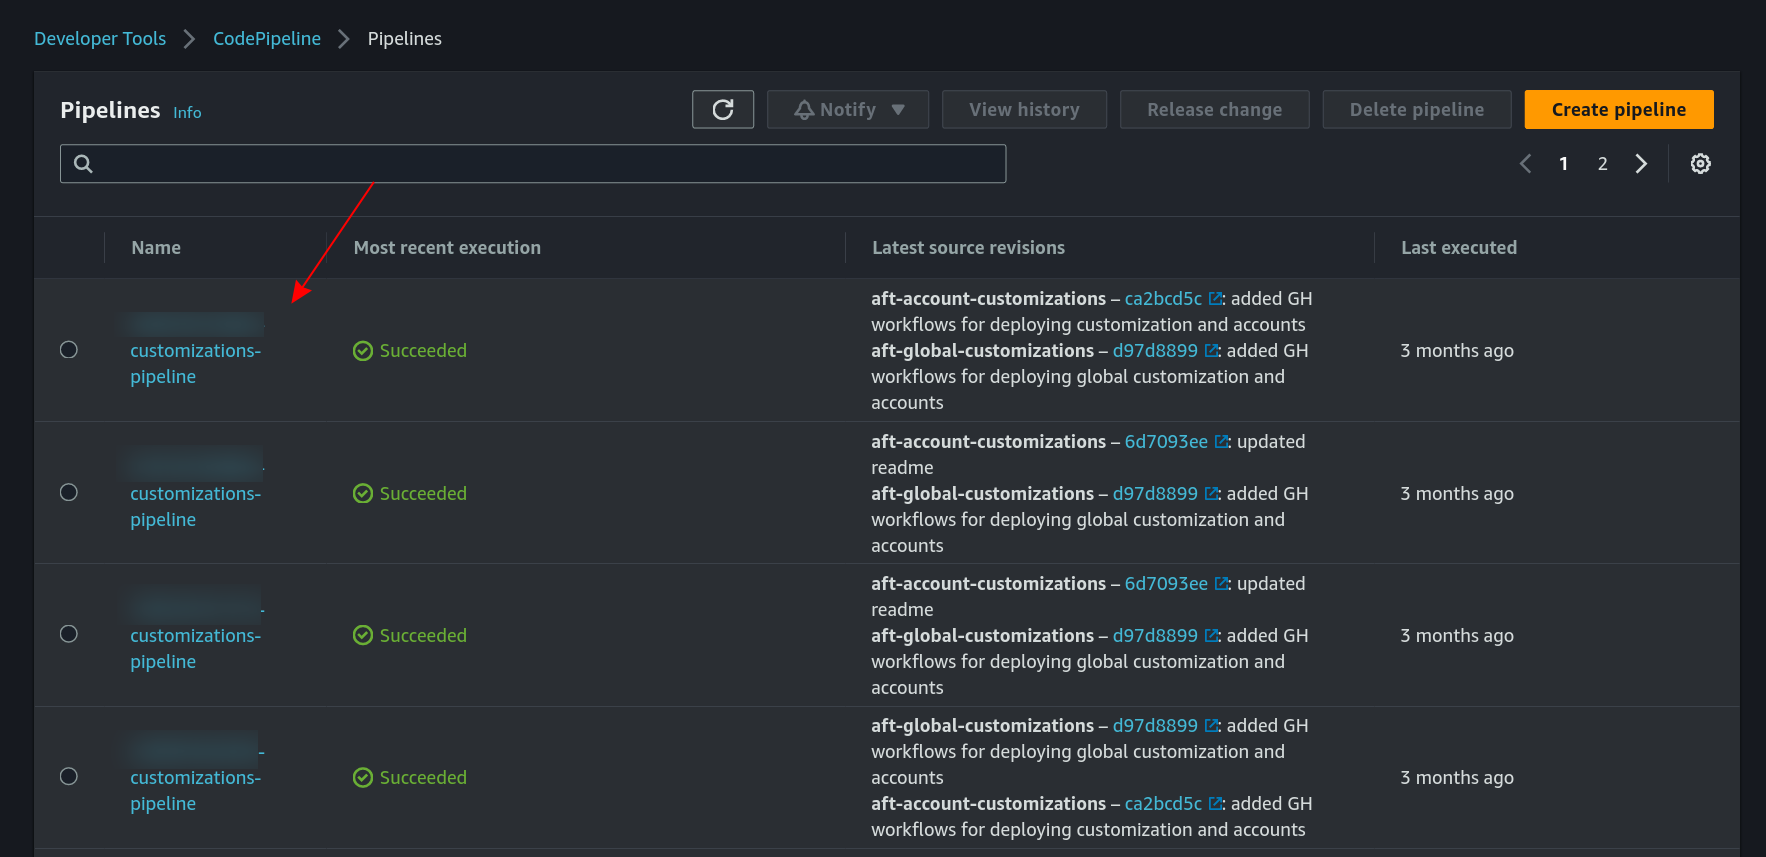 Developer Tools > CodePipeline > Pipelines
Pipelines Info
Notify ▼ View history Release change Delete pipeline Create pipeline
1 2
Name Most recent execution Latest source revisions Last executed
customizations-
pipeline
Succeeded
aft-account-customizations – ca2bcd5c : added GH
workflows for deploying customization and accounts
aft-global-customizations – d97d8899 : added GH
workflows for deploying global customization and
accounts
3 months ago
customizations-
pipeline
Succeeded
aft-account-customizations – 6d7093ee : updated
readme
aft-global-customizations – d97d8899 : added GH
workflows for deploying global customization and
accounts
3 months ago
customizations-
pipeline
Succeeded
aft-account-customizations – 6d7093ee : updated
readme
aft-global-customizations – d97d8899 : added GH
workflows for deploying global customization and
accounts
3 months ago
customizations-
pipeline
Succeeded
aft-global-customizations – d97d8899 : added GH
workflows for deploying global customization and
accounts
aft-account-customizations – ca2bcd5c : added GH
workflows for deploying customization and accounts
3 months ago